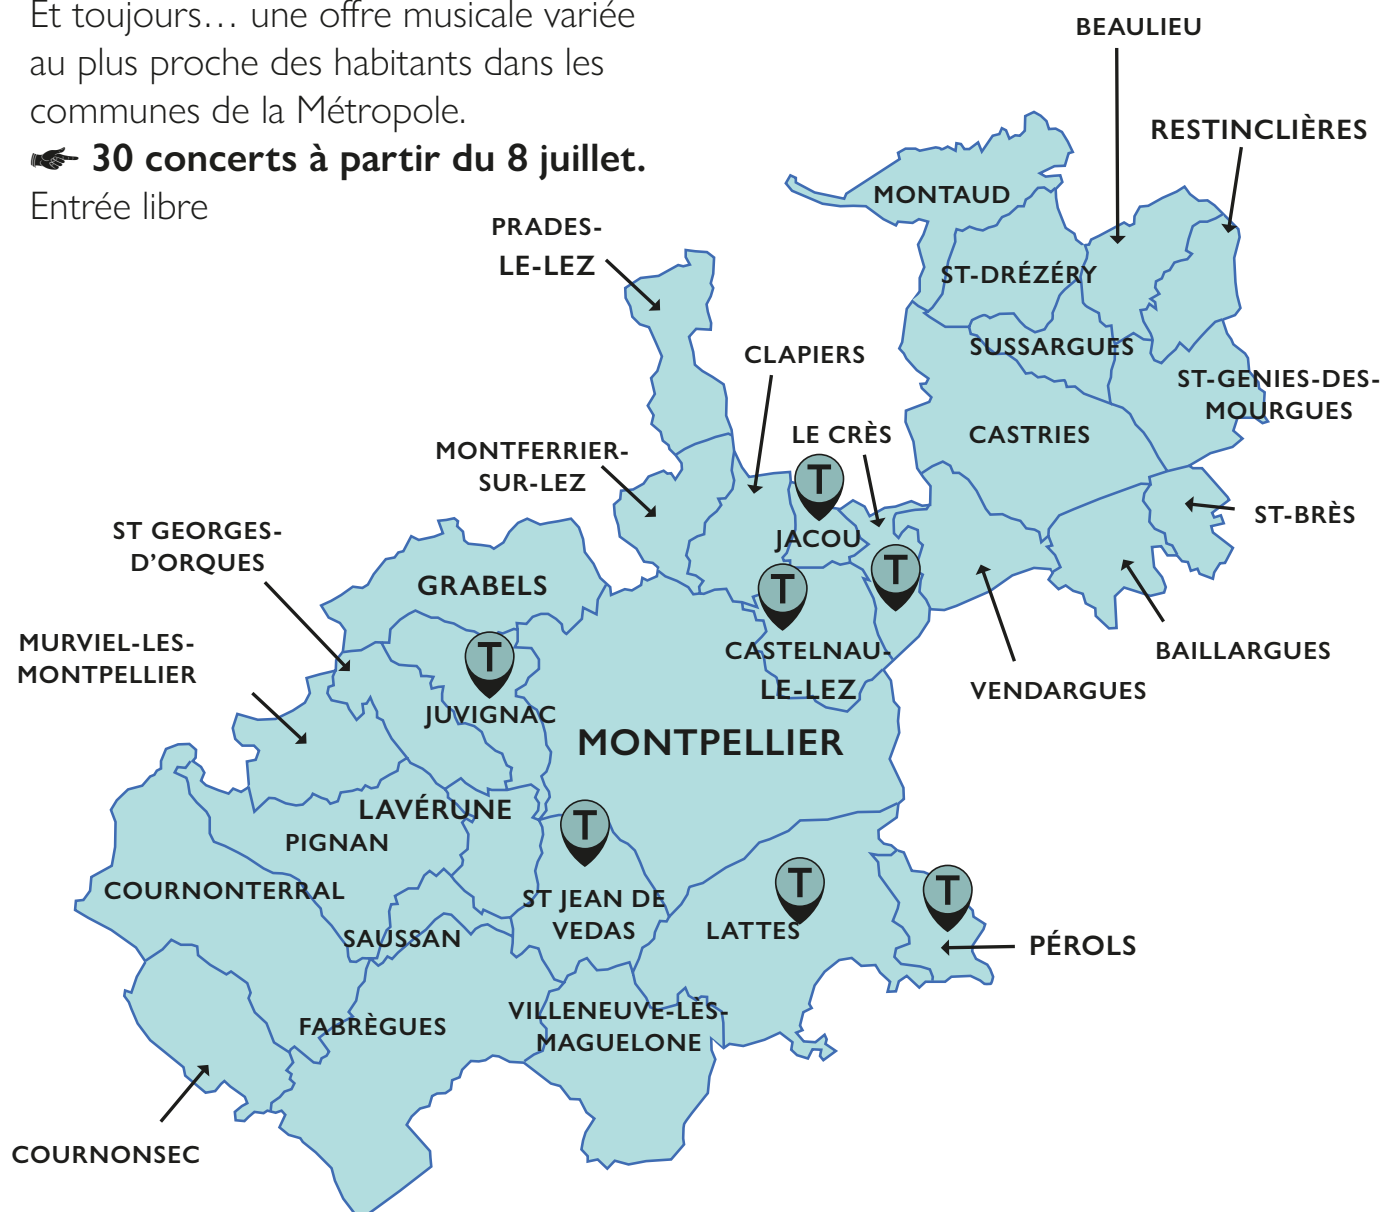 Et toujours… une offre musicale variée
au plus proche des habitants dans les
communes de la Métropole.
☛ 30 concerts à partir du 8 juillet.
Entrée libre
BEAULIEU
RESTINCLIÈRES
MONTAUD
PRADES-
LE-LEZ
ST-DRÉZÉRY
SUSSARGUES
CLAPIERS
ST-GENIES-DES-
MOURGUES
LE CRÈS
CASTRIES
MONTFERRIER-
SUR-LEZ
T
ST-BRÈS
ST GEORGES-
D'ORQUES
JACOU
T
T
GRABELS
MURVIEL-LES-
MONTPELLIER
T
CASTELNAU-
LE-LEZ
BAILLARGUES
VENDARGUES
JUVIGNAC
MONTPELLIER
LAVÉRUNE
T
PIGNAN
COURNONTERRAL
T
T
ST JEAN DE
VEDAS
LATTES
SAUSSAN
PÉROLS
FABRÈGUES
VILLENEUVE-LÈS-
MAGUELONE
COURNONSEC